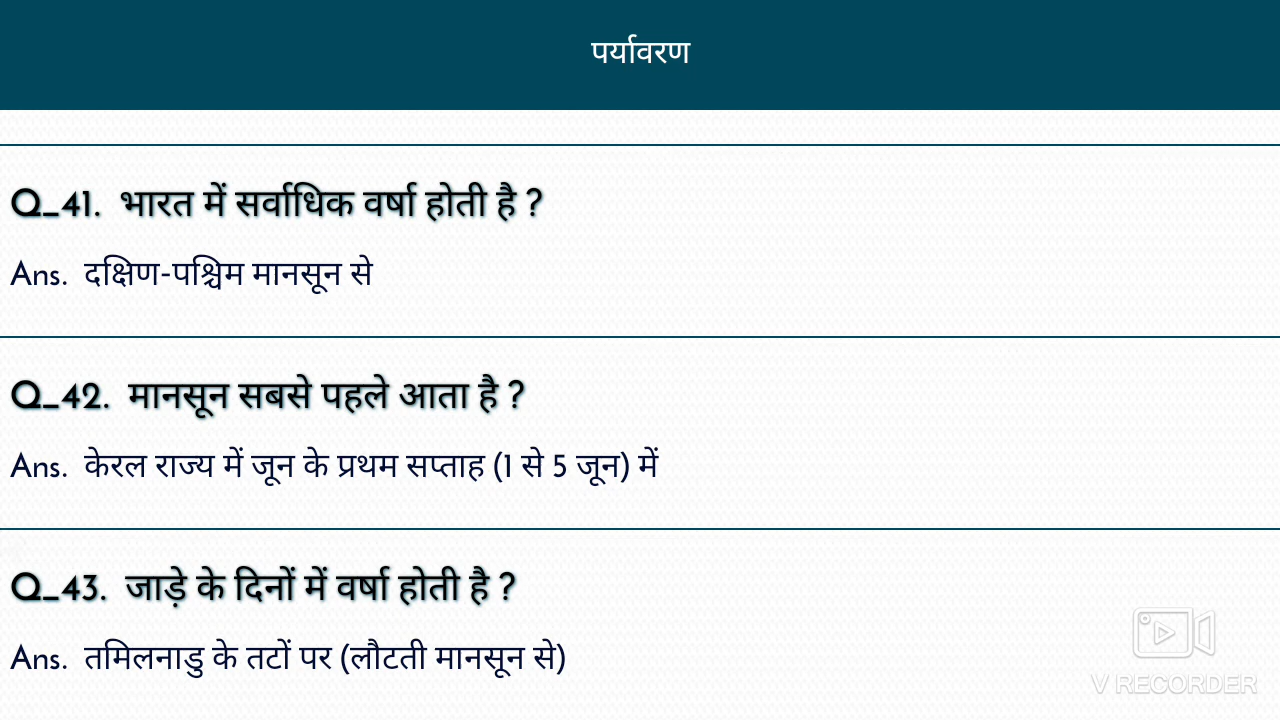 पर्यावरण
Q_41. भारत में सर्वाधिक वर्षा होती है ?
Ans. दक्षिण-पश्चिम मानसून से
Q_42. मानसून सबसे पहले आता है ?
Ans. केरल राज्य में जून के प्रथम सप्ताह (1 से 5 जून) में
Q_43. जाड़े के दिनों में वर्षा होती है ?
Ans. तमिलनाडु के तटों पर (लौटती मानसून से)
V RECORDER